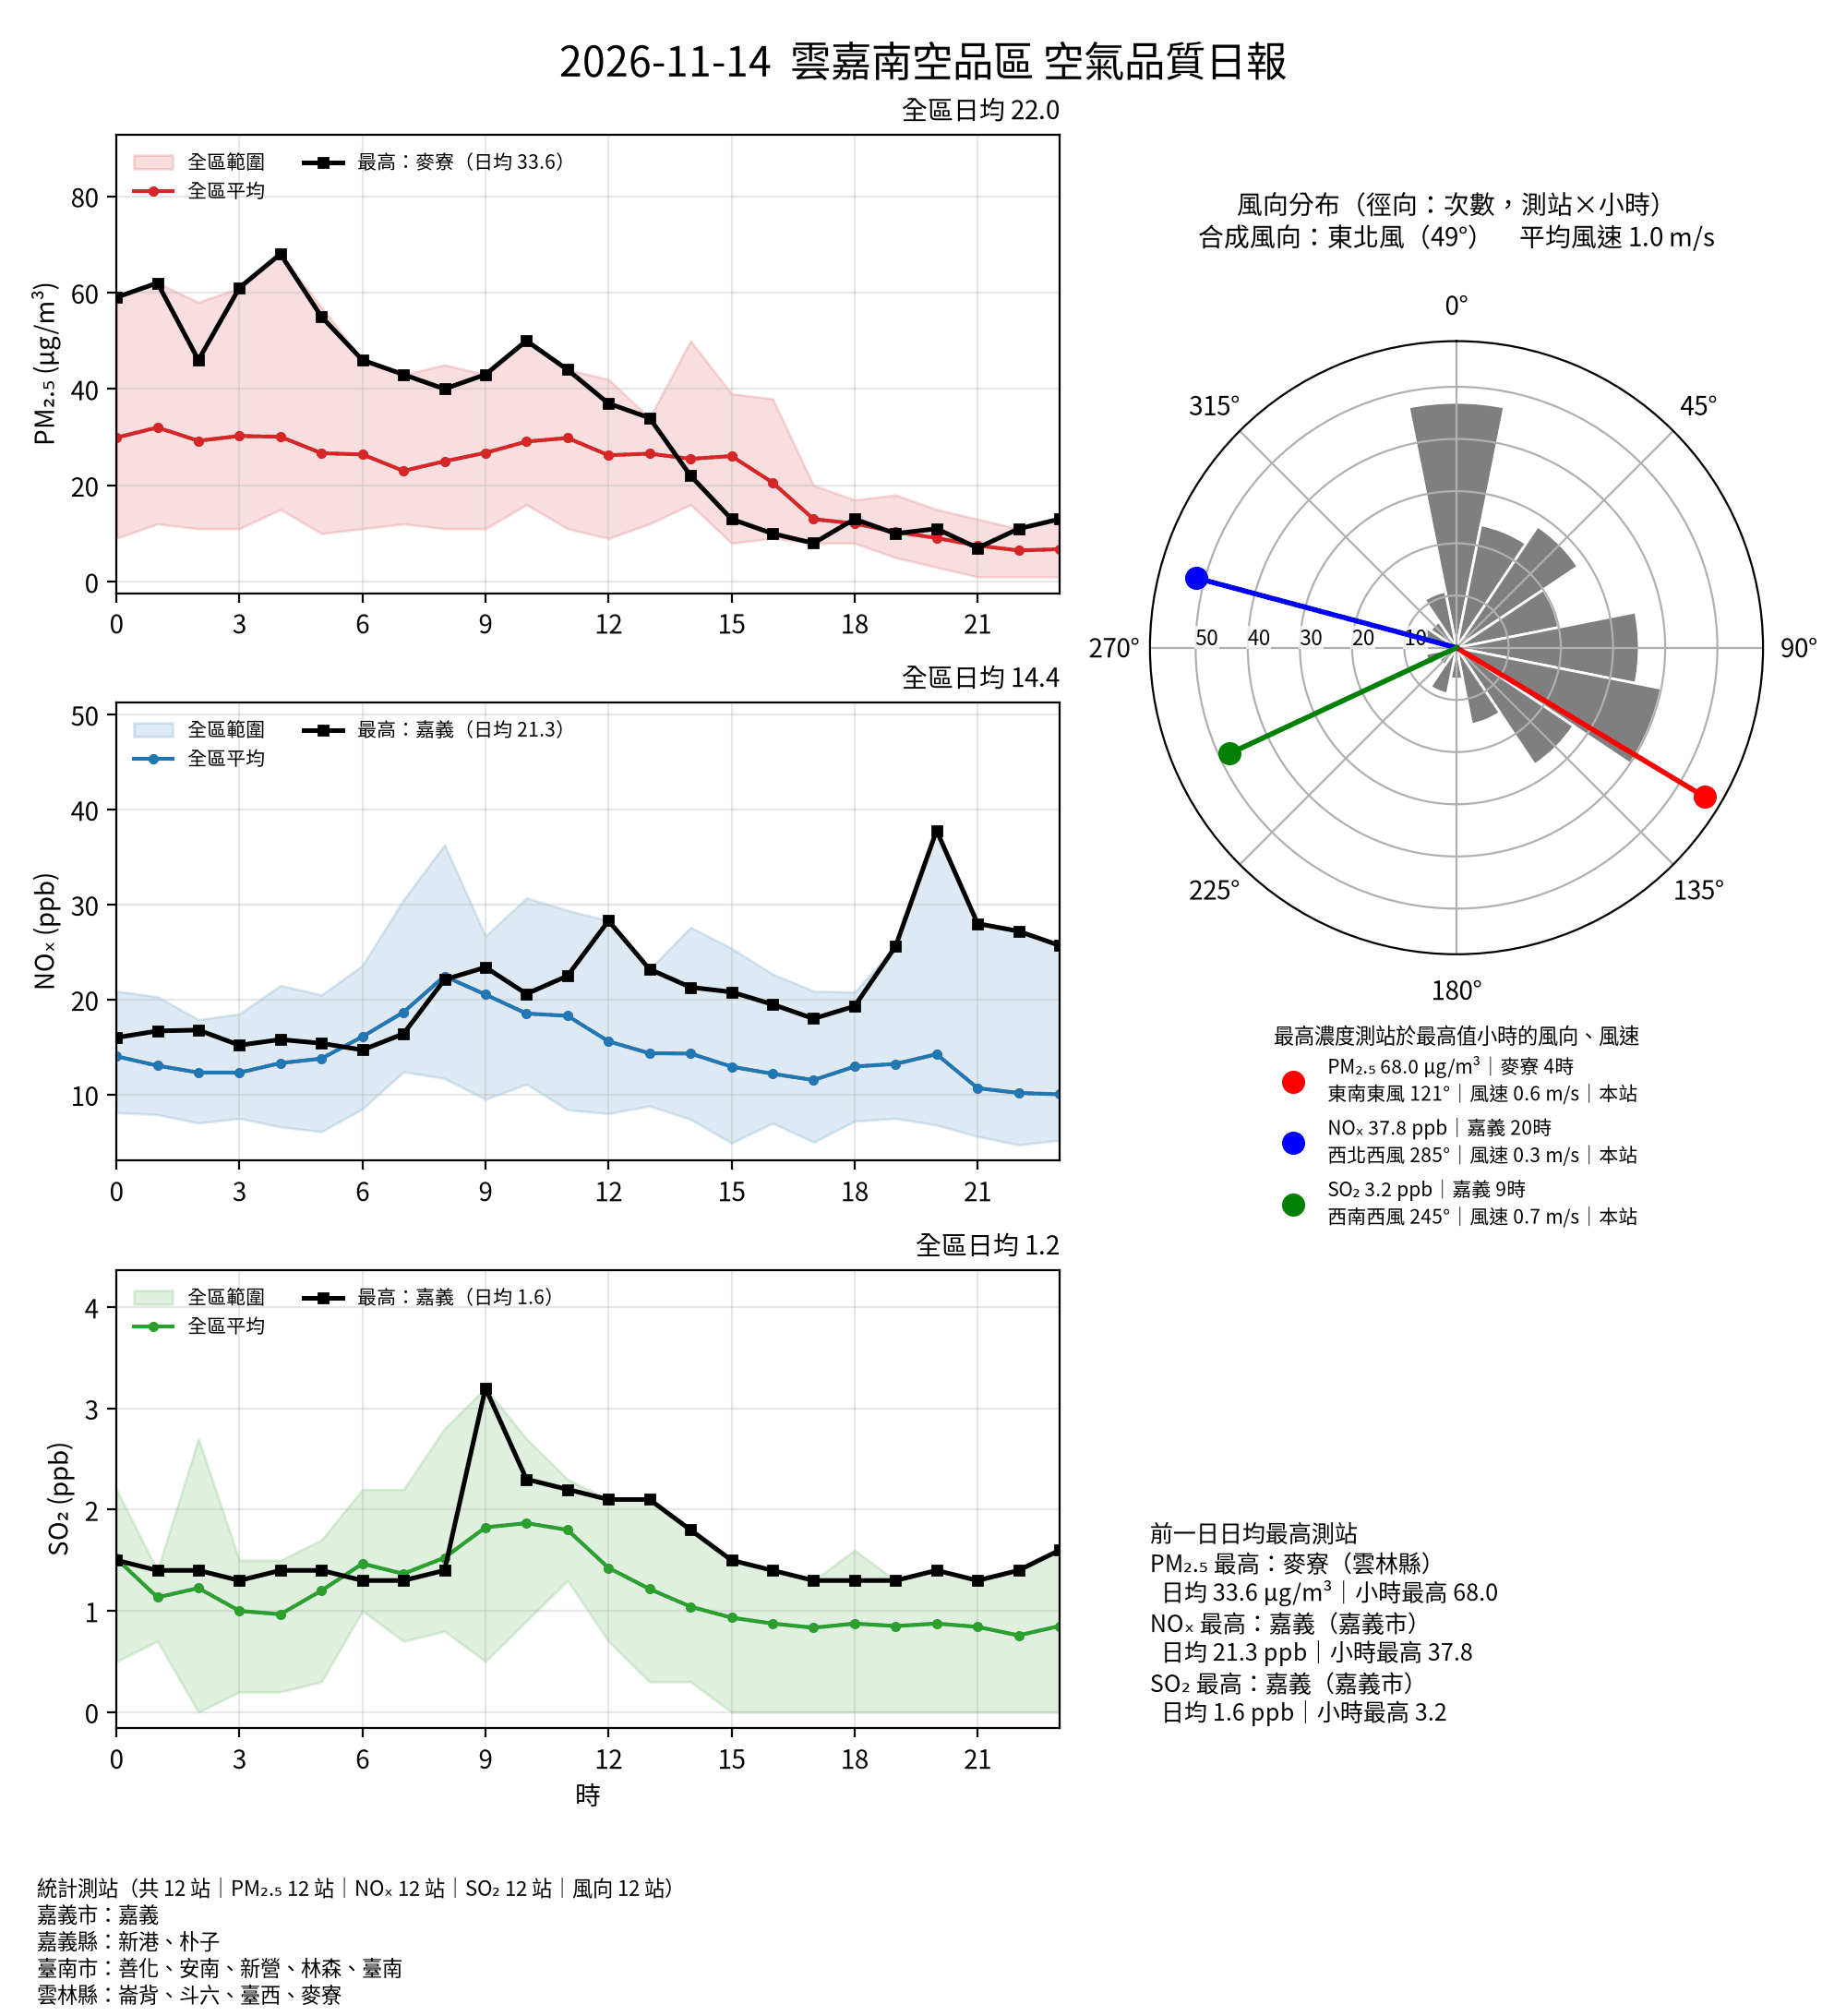 2026-11-14 雲嘉南空品區 空氣品質日報
全區日均 22.0
全區範圍
全區平均
最高：麥寮（日均 33.6）
PM₂.₅ (μg/m³)
80
60
40
20
0
0 3 6 9 12 15 18 21
全區日均 14.4
全區範圍
全區平均
最高：嘉義（日均 21.3）
NOₓ (ppb)
50
40
30
20
10
0 3 6 9 12 15 18 21
全區日均 1.2
全區範圍
全區平均
最高：嘉義（日均 1.6）
SO₂ (ppb)
4
3
2
1
0
0 3 6 9 12 15 18 21
時
風向分布（徑向：次數，測站×小時）
合成風向：東北風（49°） 平均風速 1.0 m/s
0°
45°
90°
135°
180°
225°
270°
315°
50 40 30 20 10
最高濃度測站於最高值小時的風向、風速
PM₂.₅ 68.0 μg/m³｜麥寮 4時
東南東風 121°｜風速 0.6 m/s｜本站
NOₓ 37.8 ppb｜嘉義 20時
西北西風 285°｜風速 0.3 m/s｜本站
SO₂ 3.2 ppb｜嘉義 9時
西南西風 245°｜風速 0.7 m/s｜本站
前一日日均最高測站
PM₂.₅ 最高：麥寮（雲林縣）
日均 33.6 μg/m³｜小時最高 68.0
NOₓ 最高：嘉義（嘉義市）
日均 21.3 ppb｜小時最高 37.8
SO₂ 最高：嘉義（嘉義市）
日均 1.6 ppb｜小時最高 3.2
統計測站（共 12 站｜PM₂.₅ 12 站｜NOₓ 12 站｜SO₂ 12 站｜風向 12 站）
嘉義市：嘉義
嘉義縣：新港、朴子
臺南市：善化、安南、新營、林森、臺南
雲林縣：崙背、斗六、臺西、麥寮